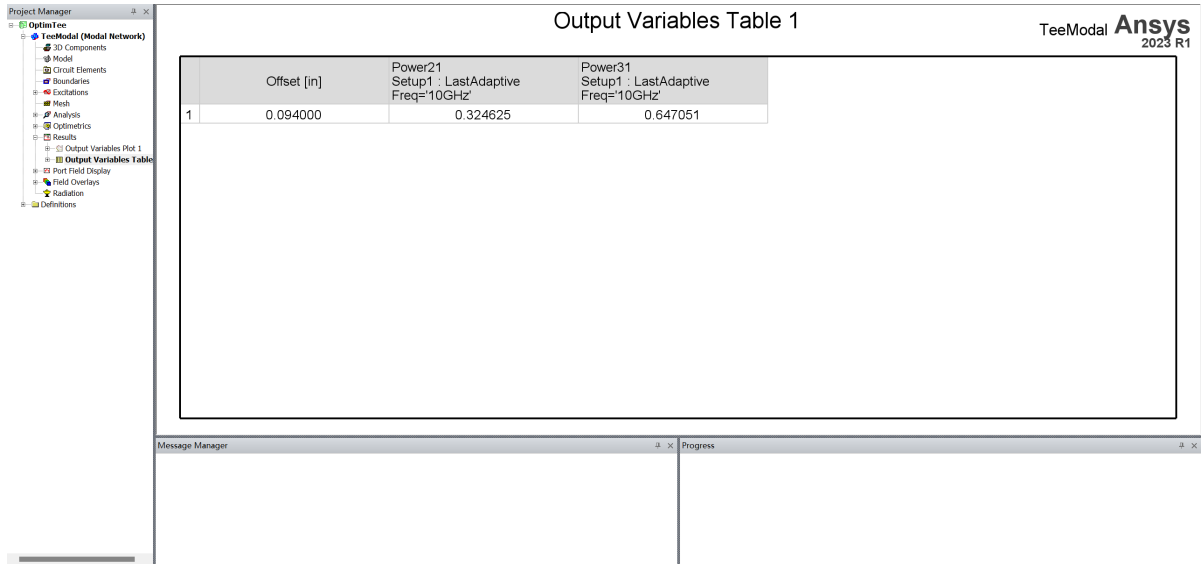 Project Manager
OptimTee
TeeModal (Modal Network)
3D Components
Model
Circuit Elements
Boundaries
Excitations
Mesh
Analysis
Optimetrics
Results
Output Variables Plot 1
Output Variables Table
Port Field Display
Field Overlays
Radiation
Definitions
Output Variables Table 1
TeeModal Ansys
2023 R1
Offset [in]
Power21
Setup1 : LastAdaptive
Freq='10GHz'
Power31
Setup1 : LastAdaptive
Freq='10GHz'
1 0.094000 0.324625 0.647051
Message Manager
Progress